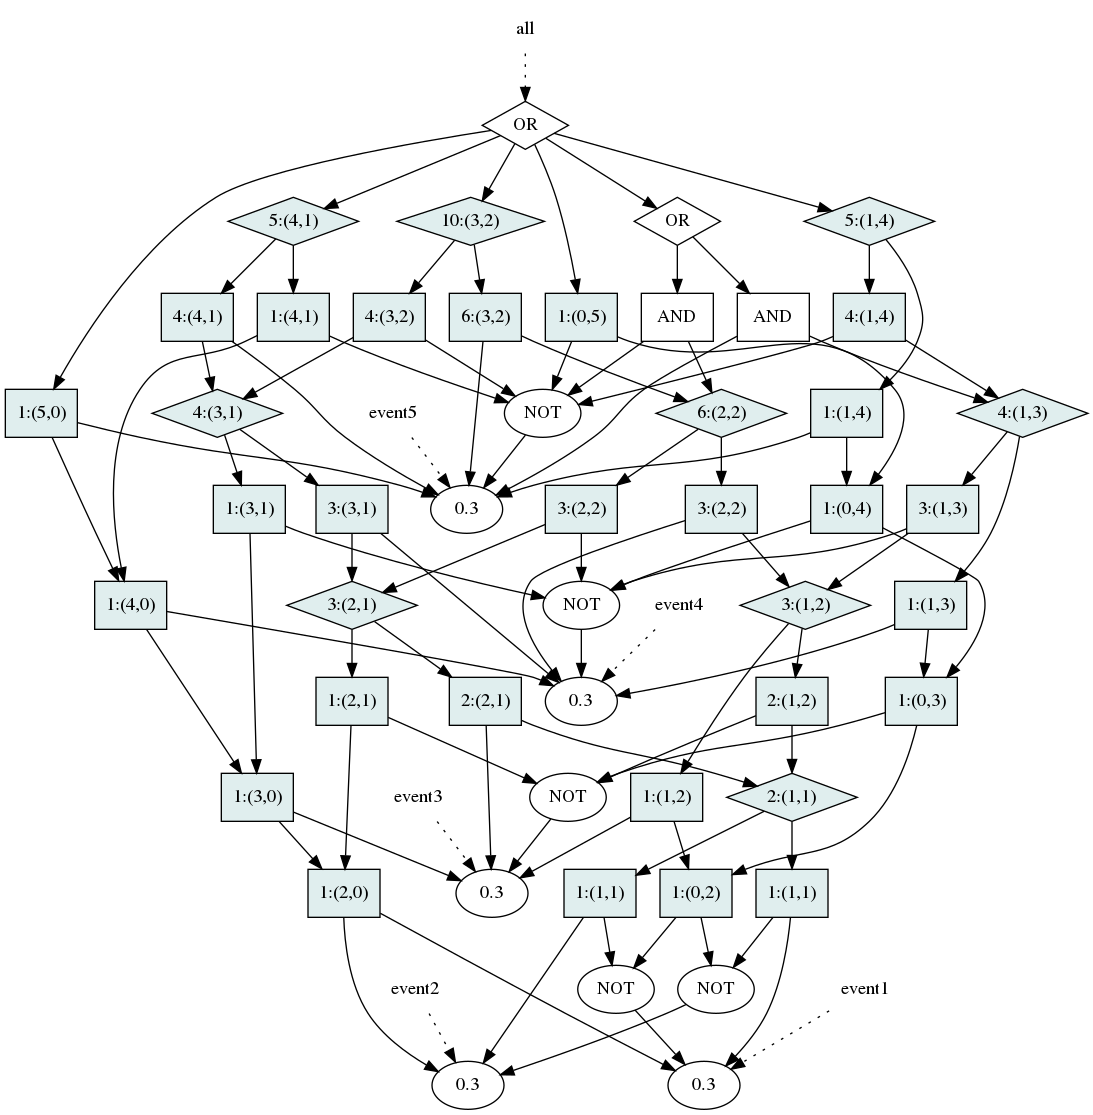 all
OR
5:(4,1)
10:(3,2)
OR
5:(1,4)
4:(4,1)
1:(4,1)
4:(3,2)
6:(3,2)
1:(0,5)
AND
AND
4:(1,4)
1:(5,0)
4:(3,1)
event5
NOT
6:(2,2)
1:(1,4)
4:(1,3)
1:(3,1)
3:(3,1)
0.3
3:(2,2)
3:(2,2)
1:(0,4)
3:(1,3)
1:(4,0)
3:(2,1)
NOT
event4
3:(1,2)
1:(1,3)
1:(2,1)
2:(2,1)
0.3
2:(1,2)
1:(0,3)
1:(3,0)
event3
NOT
1:(1,2)
2:(1,1)
1:(2,0)
0.3
1:(1,1)
1:(0,2)
1:(1,1)
event2
NOT
NOT
event1
0.3
0.3